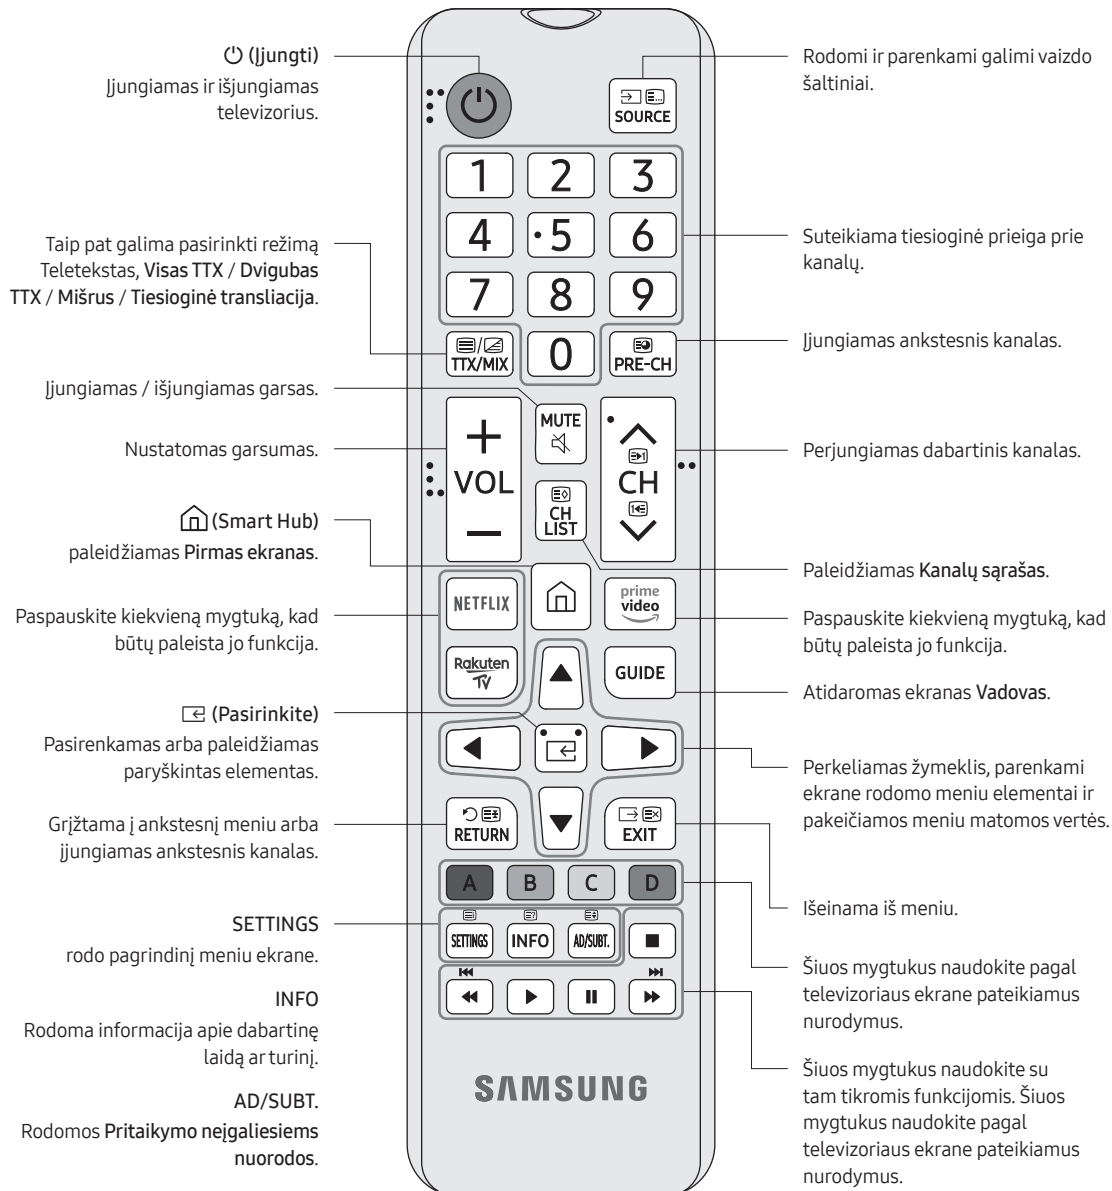 (Įjungti)
Įjungiamas ir išjungiamas
televizorius.
Taip pat galima pasirinkti režimą
Teletekstas, Visas TTX / Dvigubas
TTX / Mišrus / Tiesioginė transliacija.
Įjungiamas / išjungiamas garsas.
Nustatomas garsumas.
(Smart Hub)
paleidžiamas Pirmas ekranas.
Paspauskite kiekvieną mygtuką, kad
būtų paleista jo funkcija.
(Pasirinkite)
Pasirenkamas arba paleidžiamas
paryškintas elementas.
Grįžtama į ankstesnį meniu arba
įjungiamas ankstesnis kanalas.
SETTINGS
rodo pagrindinį meniu ekrane.
INFO
Rodoma informacija apie dabartinę
laidą ar turinį.
AD/SUBT.
Rodomos Pritaikymo neįgaliesiems
nuorodos.
SOURCE
1 2 3
4 5 6
7 8 9
TTX/MIX 0 PRE-CH
MUTE
+
VOL
−
CH
CH
LIST
NETFLIX
prime
video
Rakuten
TV
GUIDE
RETURN
EXIT
A B C D
SETTINGS INFO AD/SUBT.
SAMSUNG
Rodomi ir parenkami galimi vaizdo
šaltiniai.
Suteikiama tiesioginė prieiga prie
kanalų.
Įjungiamas ankstesnis kanalas.
Perjungiamas dabartinis kanalas.
Paleidžiamas Kanalų sąrašas.
Paspauskite kiekvieną mygtuką, kad
būtų paleista jo funkcija.
Atidaromas ekranas Vadovas.
Perkeliamas žymeklis, parenkami
ekrane rodomo meniu elementai ir
pakeičiamos meniu matomos vertės.
Išeinama iš meniu.
Šiuos mygtukus naudokite pagal
televizoriaus ekrane pateikiamus
nurodymus.
Šiuos mygtukus naudokite su
tam tikromis funkcijomis. Šiuos
mygtukus naudokite pagal
televizoriaus ekrane pateikiamus
nurodymus.